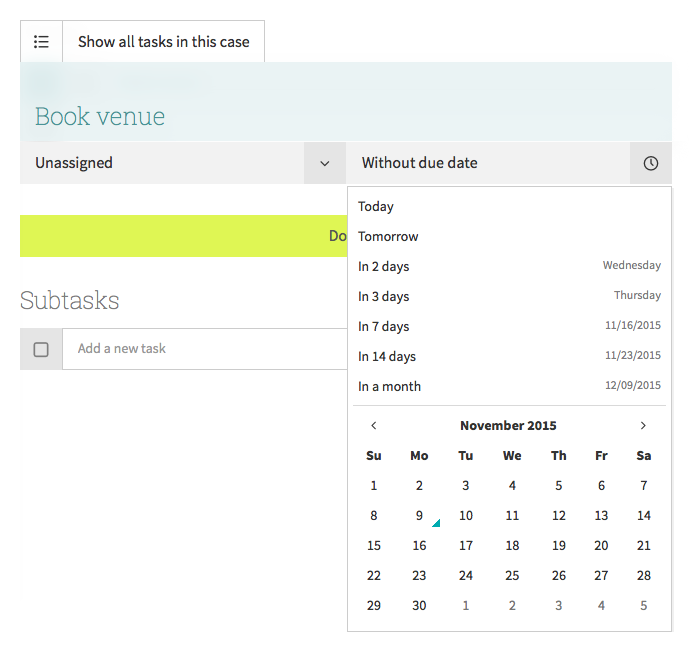 Show all tasks in this case
Book venue
Unassigned
Without due date
Do
Subtasks
Add a new task
Today
Tomorrow
In 2 days Wednesday
In 3 days Thursday
In 7 days 11/16/2015
In 14 days 11/23/2015
In a month 12/09/2015
November 2015
Su Mo Tu We Th Fr Sa
1 2 3 4 5 6 7
8 9 10 11 12 13 14
15 16 17 18 19 20 21
22 23 24 25 26 27 28
29 30 1 2 3 4 5